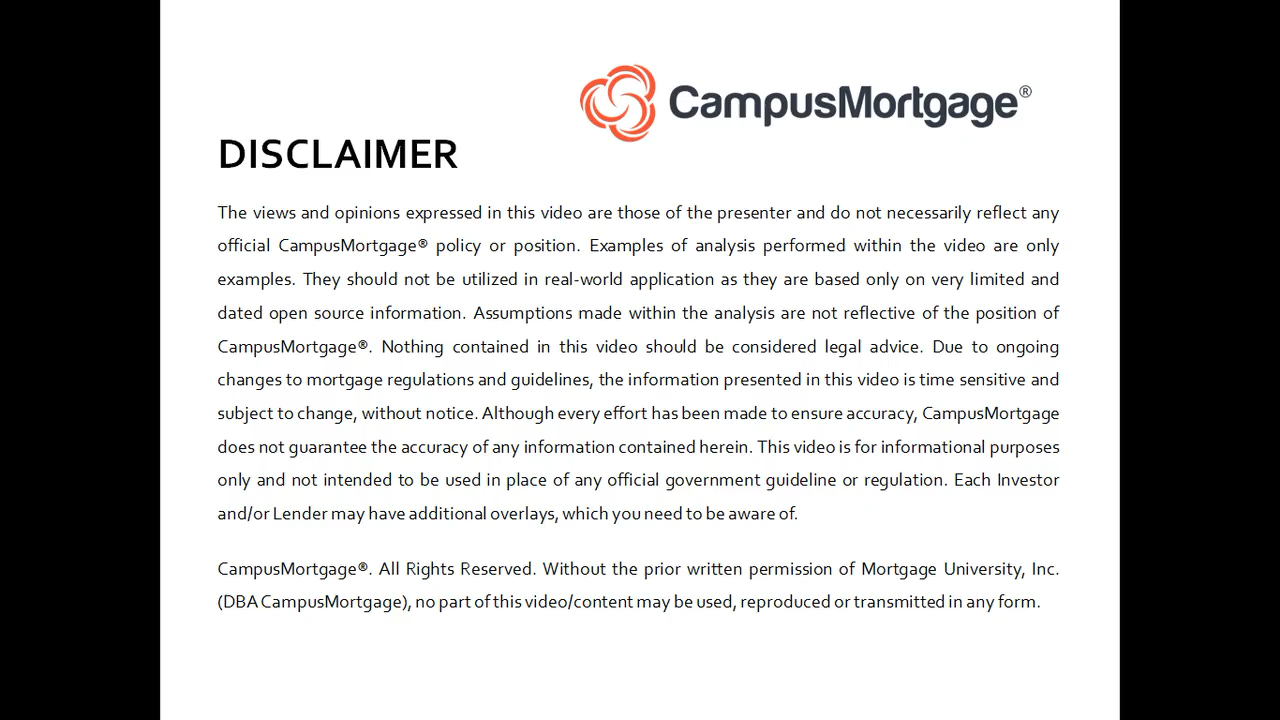 CampusMortgage®
DISCLAIMER
The views and opinions expressed in this video are those of the presenter and do not necessarily reflect any
official CampusMortgage® policy or position. Examples of analysis performed within the video are only
examples. They should not be utilized in real-world application as they are based only on very limited and
dated open source information. Assumptions made within the analysis are not reflective of the position of
CampusMortgage®. Nothing contained in this video should be considered legal advice. Due to ongoing
changes to mortgage regulations and guidelines, the information presented in this video is time sensitive and
subject to change, without notice. Although every effort has been made to ensure accuracy, CampusMortgage
does not guarantee the accuracy of any information contained herein. This video is for informational purposes
only and not intended to be used in place of any official government guideline or regulation. Each Investor
and/or Lender may have additional overlays, which you need to be aware of.
CampusMortgage®. All Rights Reserved. Without the prior written permission of Mortgage University, Inc.
(DBA CampusMortgage), no part of this video/content may be used, reproduced or transmitted in any form.